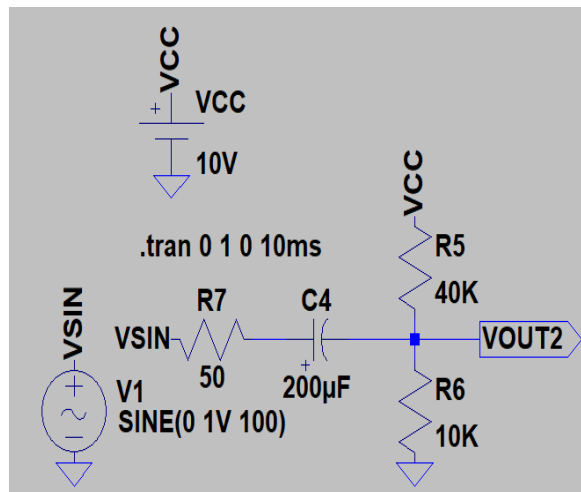 VCC
+
VCC
10V
VCC
.tran 0 1 0 10ms
R5
40K
VSIN
R7
C4
VSIN
VOUT2
50
+
200µF
+
V1
R6
SINE(0 1V 100)
10K